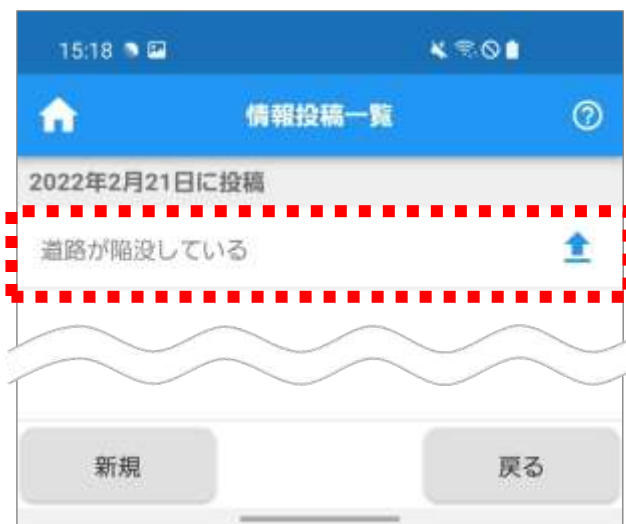 15:18
情報投稿一覧
2022年2月21日に投稿
道路が陥没している
新規
戻る